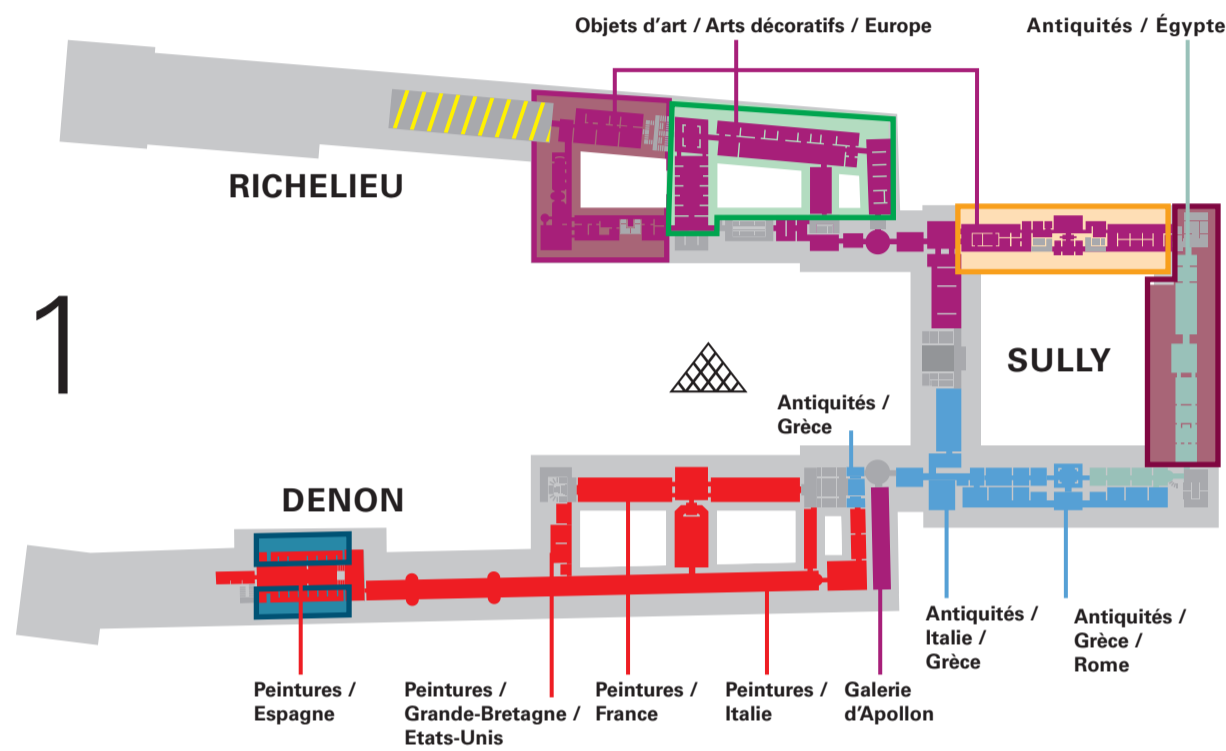 Objets d’art / Arts décoratifs / Europe
Antiquités / Égypte
RICHELIEU
1
SULLY
Antiquités /
Grèce
DENON
Antiquités /
Italie /
Grèce
Antiquités /
Grèce /
Rome
Peintures /
Espagne
Peintures /
Grande-Bretagne /
Etats-Unis
Peintures /
France
Peintures /
Italie
Galerie
d’Apollon